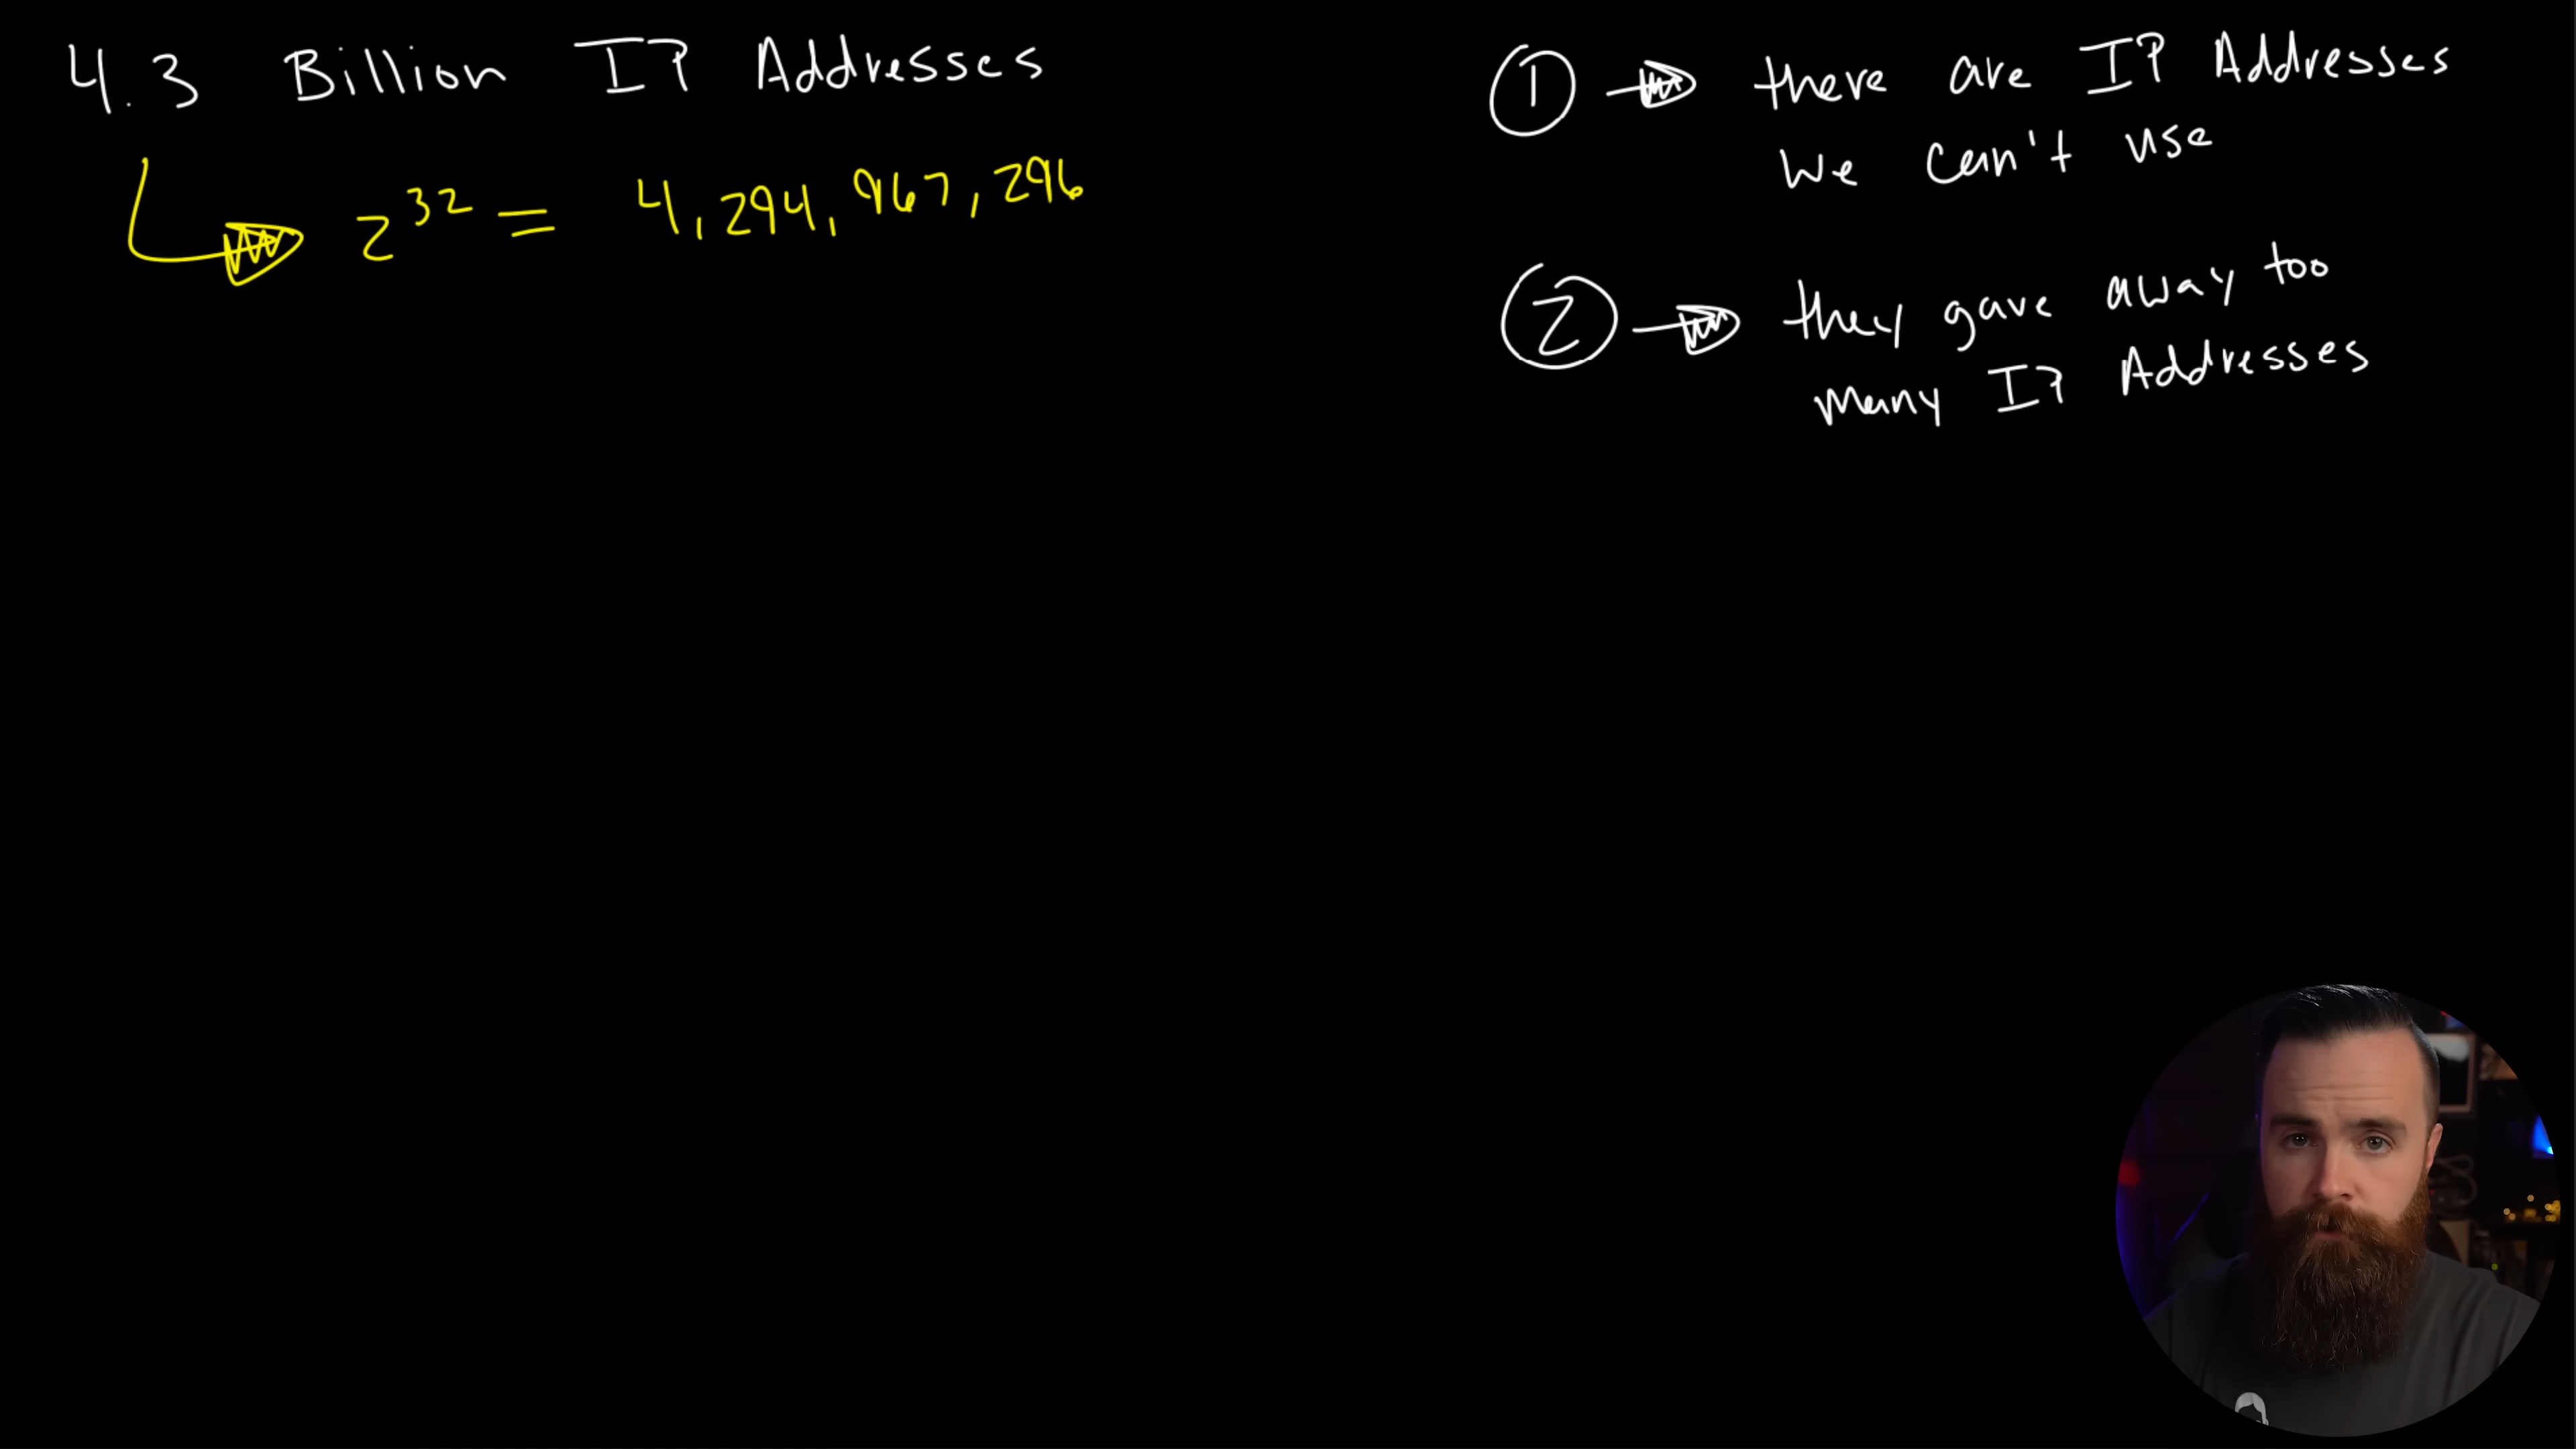 4.3 Billion IP Addresses
2^32 = 4,294,967,296
1 there are IP Addresses
we can't use
2 they gave away too
many IP Addresses